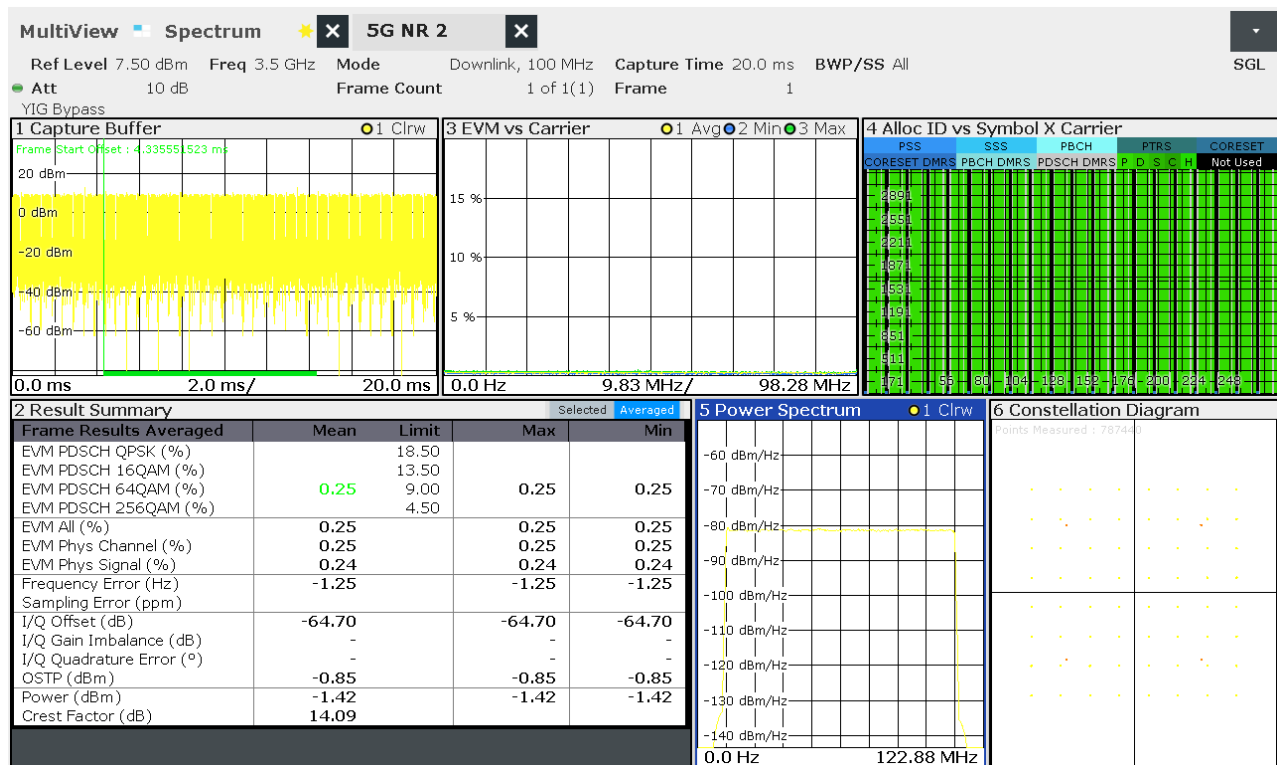 MultiView Spectrum 5G NR 2
Ref Level 7.50 dBm Freq 3.5 GHz Mode Downlink, 100 MHz Capture Time 20.0 ms BWP/SS All SGL
Att 10 dB Frame Count 1 of 1(1) Frame 1
YIG Bypass
1 Capture Buffer 1 Clrw
Frame Start Offset : 4.335551523 ms
20 dBm
0 dBm
-20 dBm
-40 dBm
-60 dBm
0.0 ms 2.0 ms/ 20.0 ms
3 EVM vs Carrier 1 Avg 2 Min 3 Max
15 %
10 %
5 %
0.0 Hz 9.83 MHz/ 98.28 MHz
4 Alloc ID vs Symbol X Carrier
PSS SSS PBCH PTRS CORESET
CORESET DMRS PBCH DMRS PDSCH DMRS P D S C H Not Used
2891
2551
2211
1871
1531
1191
851
511
171 56 80 104 128 152 176 200 224 248
2 Result Summary Selected Averaged
Frame Results Averaged Mean Limit Max Min
EVM PDSCH QPSK (%) 18.50
EVM PDSCH 16QAM (%) 13.50
EVM PDSCH 64QAM (%) 0.25 9.00 0.25 0.25
EVM PDSCH 256QAM (%) 4.50
EVM All (%) 0.25 0.25 0.25
EVM Phys Channel (%) 0.25 0.25 0.25
EVM Phys Signal (%) 0.24 0.24 0.24
Frequency Error (Hz) -1.25 -1.25 -1.25
Sampling Error (ppm)
I/Q Offset (dB) -64.70 -64.70 -64.70
I/Q Gain Imbalance (dB) - - -
I/Q Quadrature Error (º) - - -
OSTP (dBm) -0.85 -0.85 -0.85
Power (dBm) -1.42 -1.42 -1.42
Crest Factor (dB) 14.09
5 Power Spectrum 1 Clrw
-60 dBm/Hz
-70 dBm/Hz
-80 dBm/Hz
-90 dBm/Hz
-100 dBm/Hz
-110 dBm/Hz
-120 dBm/Hz
-130 dBm/Hz
-140 dBm/Hz
0.0 Hz 122.88 MHz
6 Constellation Diagram
Points Measured : 787440